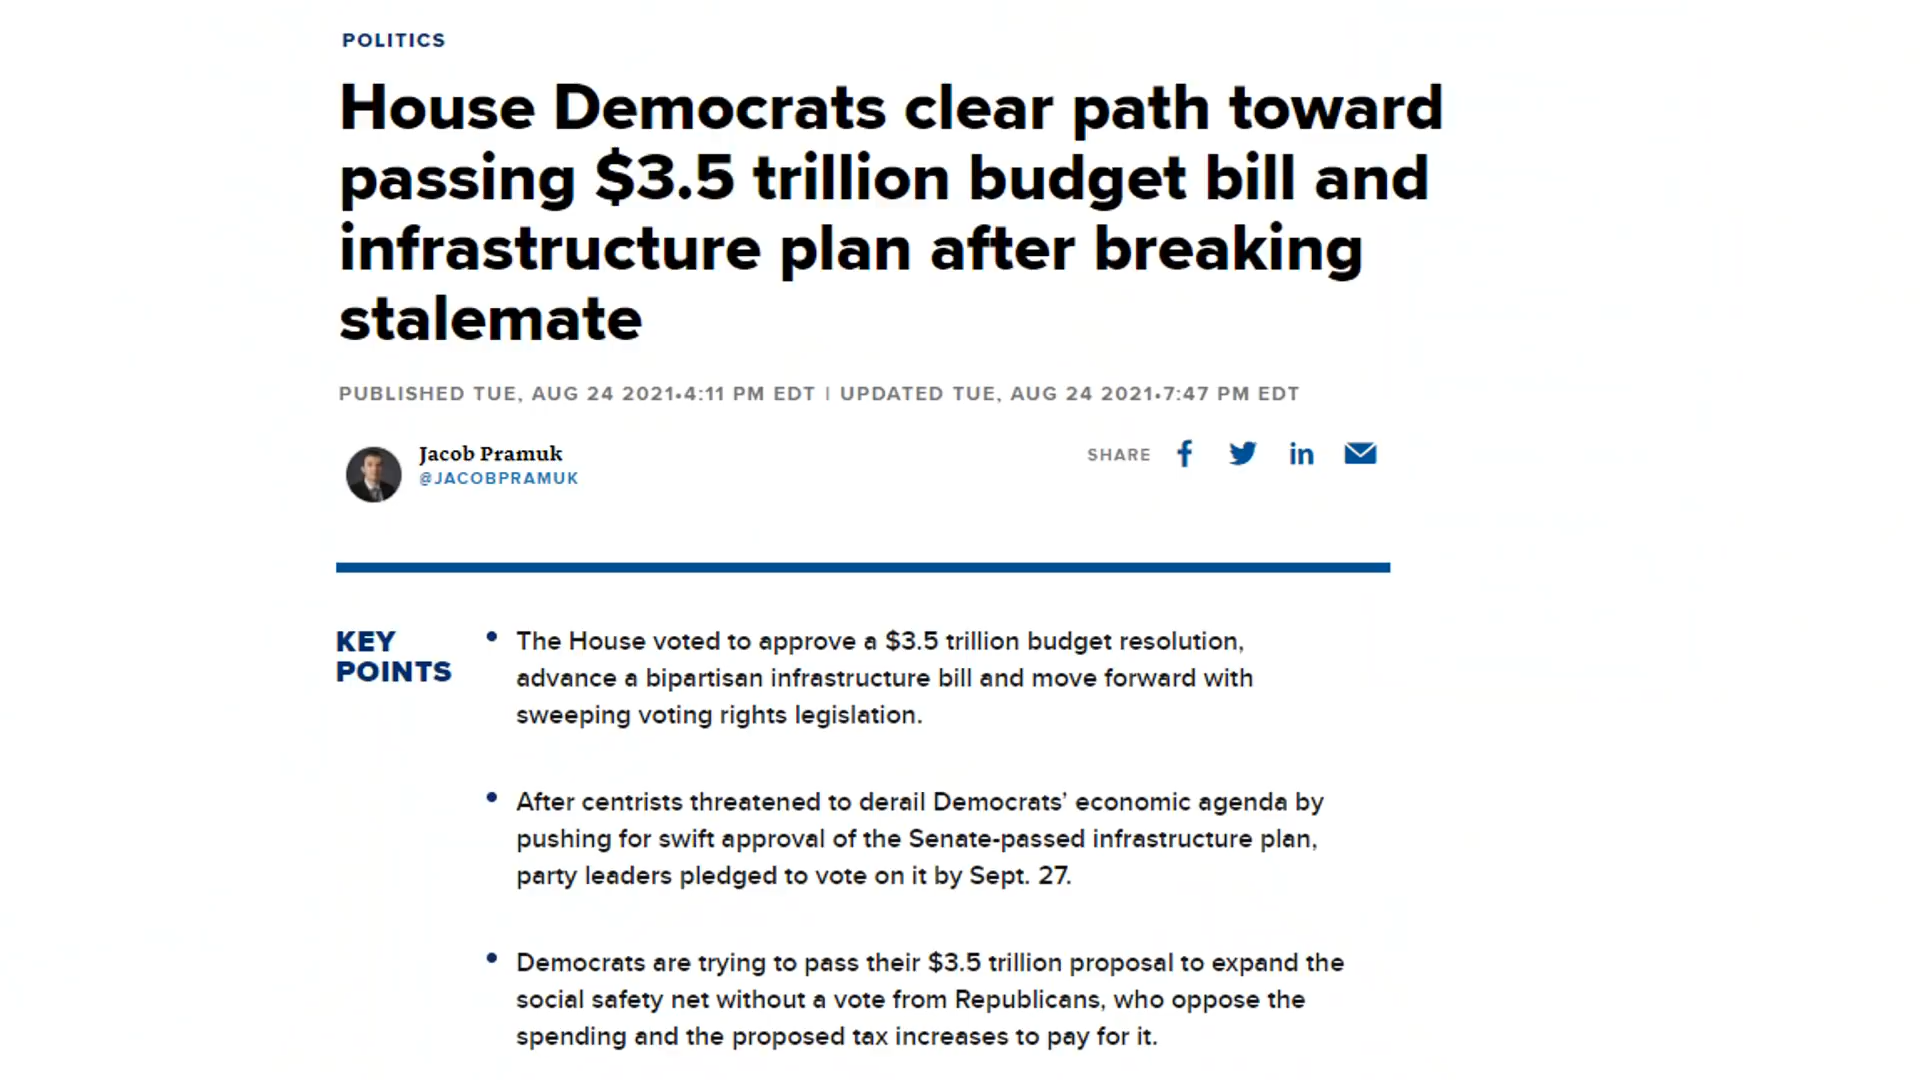 POLITICS
House Democrats clear path toward
passing $3.5 trillion budget bill and
infrastructure plan after breaking
stalemate
PUBLISHED TUE, AUG 24 2021•4:11 PM EDT | UPDATED TUE, AUG 24 2021•7:47 PM EDT
Jacob Pramuk
@JACOBPRAMUK
SHARE
KEY
POINTS
• The House voted to approve a $3.5 trillion budget resolution,
advance a bipartisan infrastructure bill and move forward with
sweeping voting rights legislation.
• After centrists threatened to derail Democrats’ economic agenda by
pushing for swift approval of the Senate-passed infrastructure plan,
party leaders pledged to vote on it by Sept. 27.
• Democrats are trying to pass their $3.5 trillion proposal to expand the
social safety net without a vote from Republicans, who oppose the
spending and the proposed tax increases to pay for it.